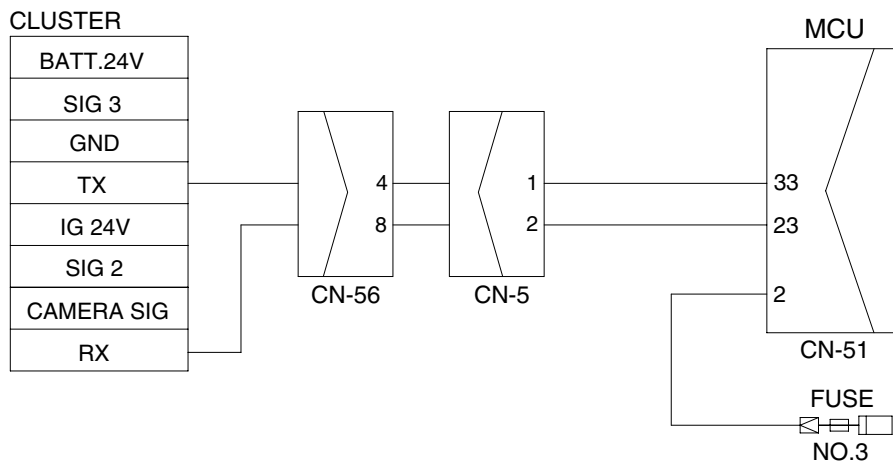 CLUSTER
BATT.24V
SIG 3
GND
TX
IG 24V
SIG 2
CAMERA SIG
RX
4
8
CN-56
1
2
CN-5
MCU
33
23
2
CN-51
FUSE
NO.3